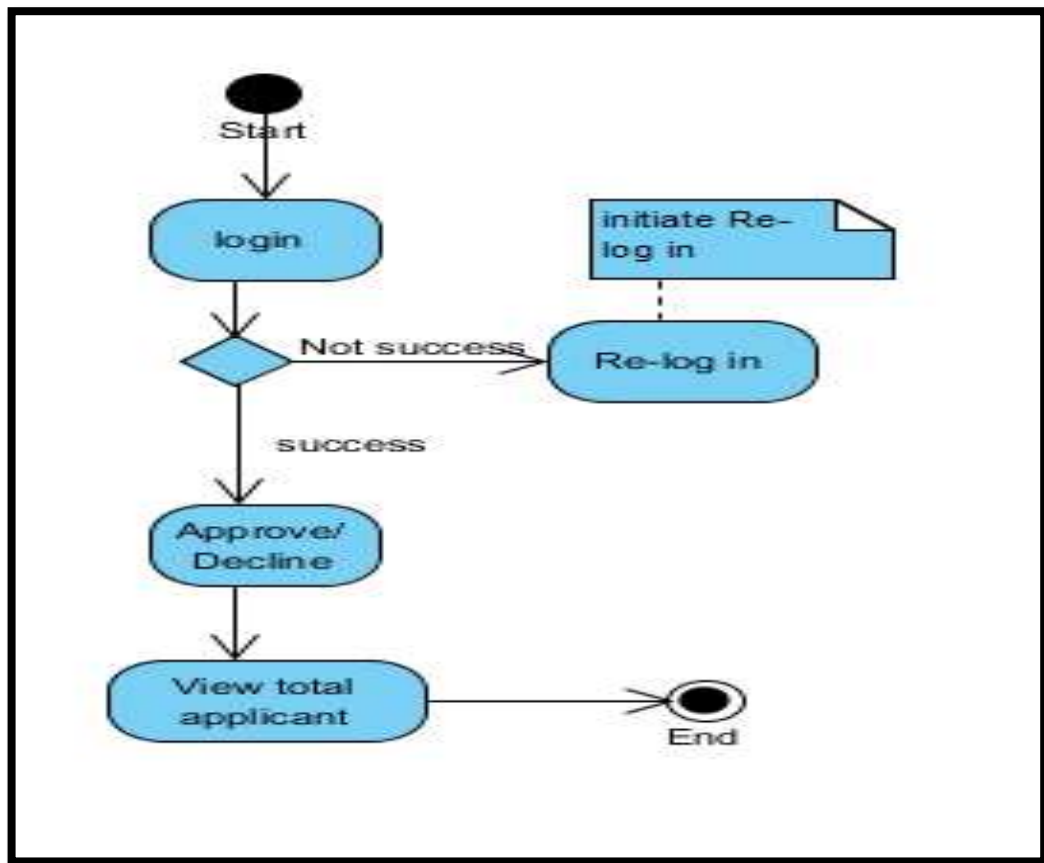 Start
login
initiate Re-
log in
Not success
Re-log in
success
Approve/
Decline
View total
applicant
End